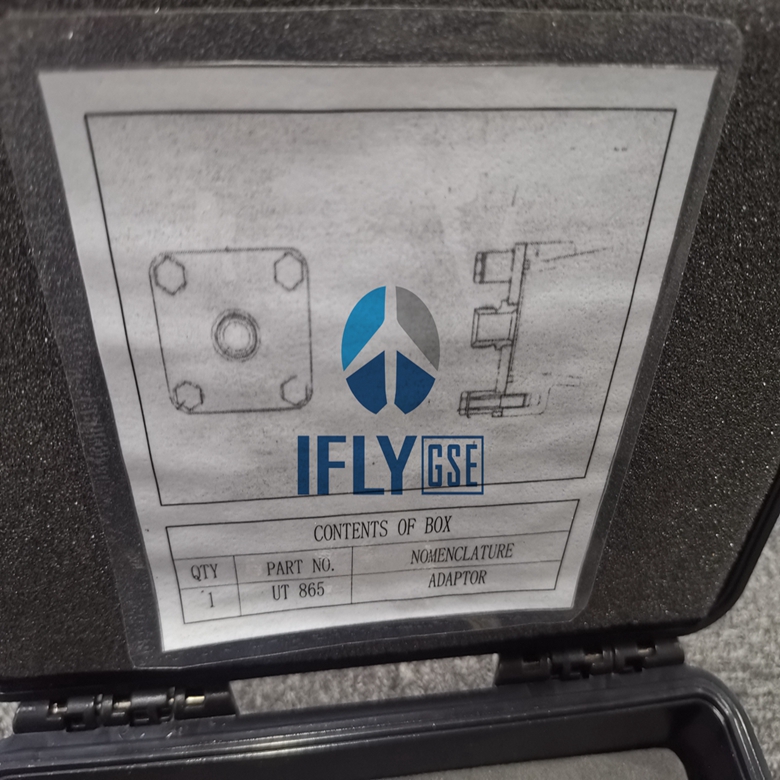 IFLY GSE
CONTENTS OF BOX
QTY PART NO. NOMENCLATURE
1 UT 865 ADAPTOR